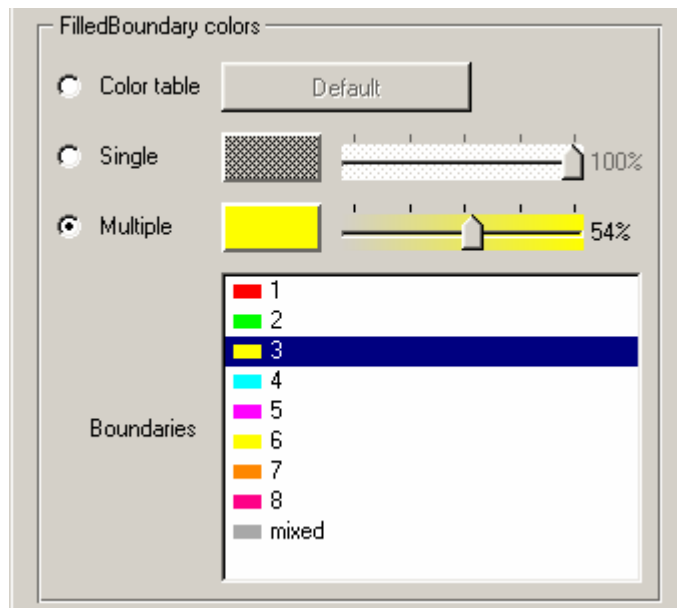 FilledBoundary colors
Color table Default
Single 100%
Multiple 54%
Boundaries
1
2
3
4
5
6
7
8
mixed